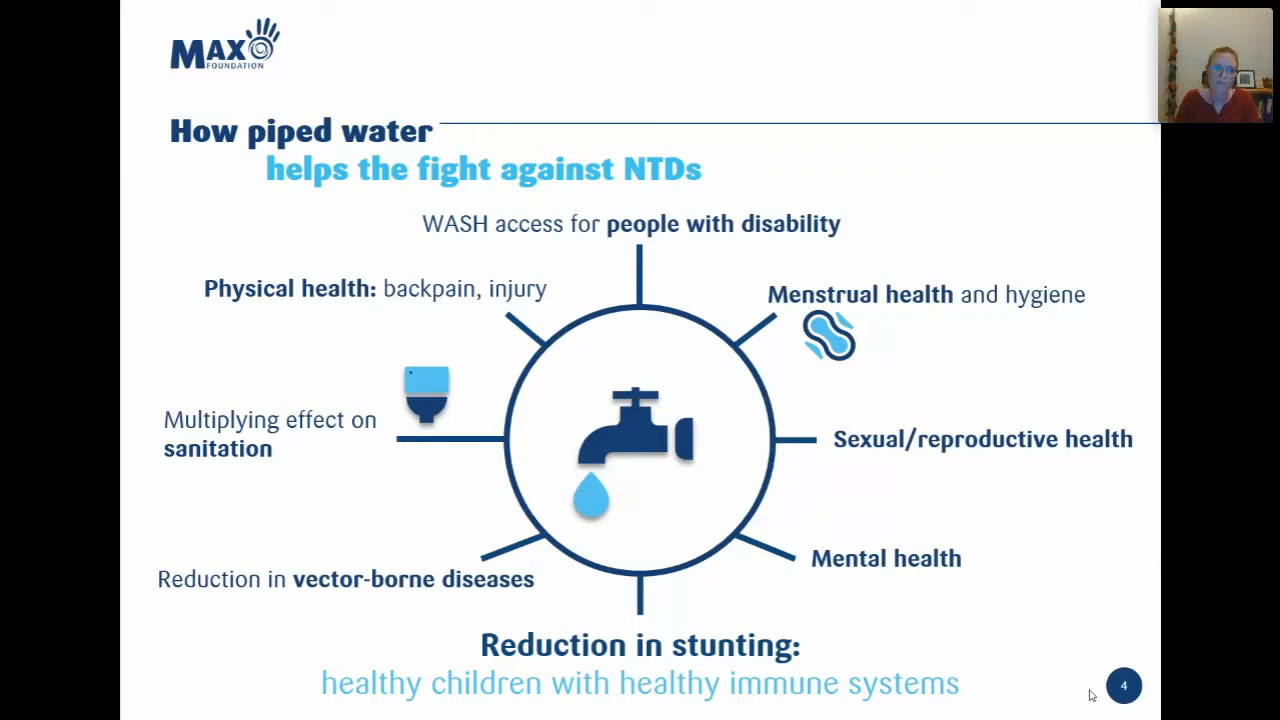 MAX
FOUNDATION
How piped water
helps the fight against NTDs
WASH access for people with disability
Physical health: backpain, injury
Menstrual health and hygiene
Multiplying effect on
sanitation
Sexual/reproductive health
Mental health
Reduction in vector-borne diseases
Reduction in stunting:
healthy children with healthy immune systems
4